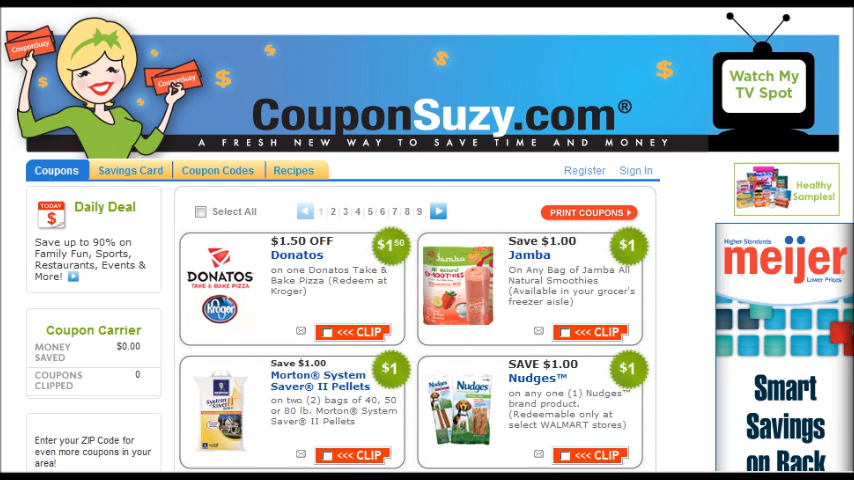 CouponSuzy
CouponSuzy
CouponSuzy.com®
A FRESH NEW WAY TO SAVE TIME AND MONEY
Watch My
TV Spot
Coupons
Savings Card
Coupon Codes
Recipes
Register
Sign In
TODAY
$
Daily Deal
Save up to 90% on
Family Fun, Sports,
Restaurants, Events &
More!
Coupon Carrier
MONEY
SAVED
$0.00
COUPONS
CLIPPED
0
Enter your ZIP Code for
even more coupons in your
area!
Select All
1 2 3 4 5 6 7 8 9
PRINT COUPONS
DONATOS
TAKE & BAKE PIZZA
Kroger
$1.50 OFF
Donatos
on one Donatos Take &
Bake Pizza (Redeem at
Kroger)
$1 50
<<< CLIP
Jamba
SMOOTHIES
Save $1.00
Jamba
On Any Bag of Jamba All
Natural Smoothies
(Available in your grocer's
freezer aisle)
$1
<<< CLIP
Save $1.00
Morton® System
Saver® II Pellets
on two (2) bags of 40, 50
or 80 lb. Morton® System
Saver® II Pellets
$1
<<< CLIP
Nudges
Nudges
SAVE $1.00
Nudges™
on any one (1) Nudges™
brand product.
(Redeemable only at
select WALMART stores)
$1
<<< CLIP
Healthy
Samples!
Higher Standards
meijer
Lower Prices
Smart
Savings
on Back